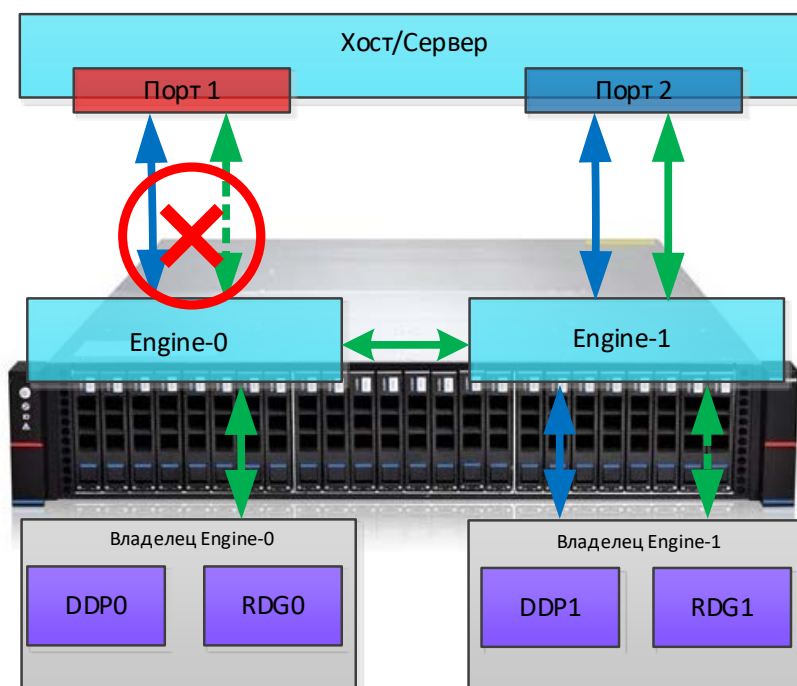 Хост/Сервер
Порт 1
Порт 2
Engine-0
Engine-1
Владелец Engine-0
Владелец Engine-1
DDP0
RDG0
DDP1
RDG1